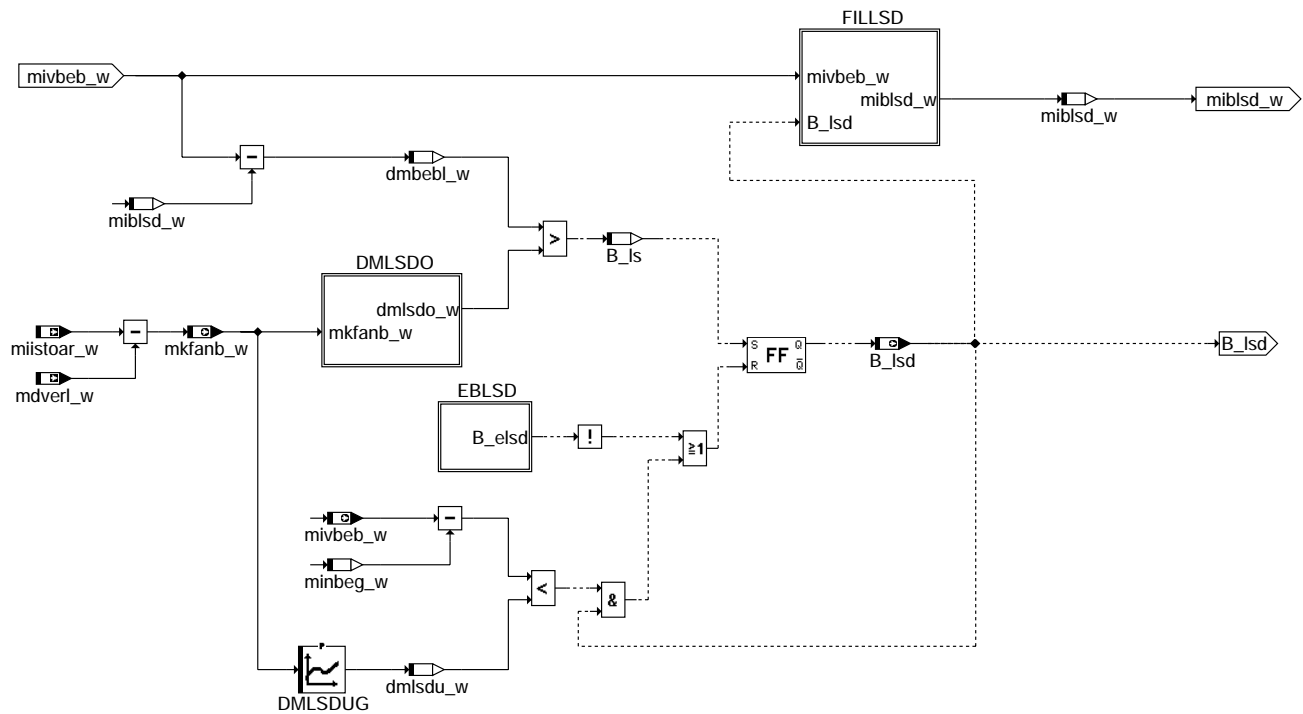 FILLSD
mivbeb_w
mivbeb_w
miblsd_w
B_lsd
miblsd_w
miblsd_w
-
dmbebl_w
miblsd_w
>
B_ls
DMLSDO
dmlsdo_w
mkfanb_w
miistoar_w
-
mkfanb_w
mdverl_w
S Q
FF
R Q̅
B_lsd
B_lsd
EBLSD
B_elsd
!
≧1
mivbeb_w
-
minbeg_w
<
&
P
DMLSDUG
dmlsdu_w